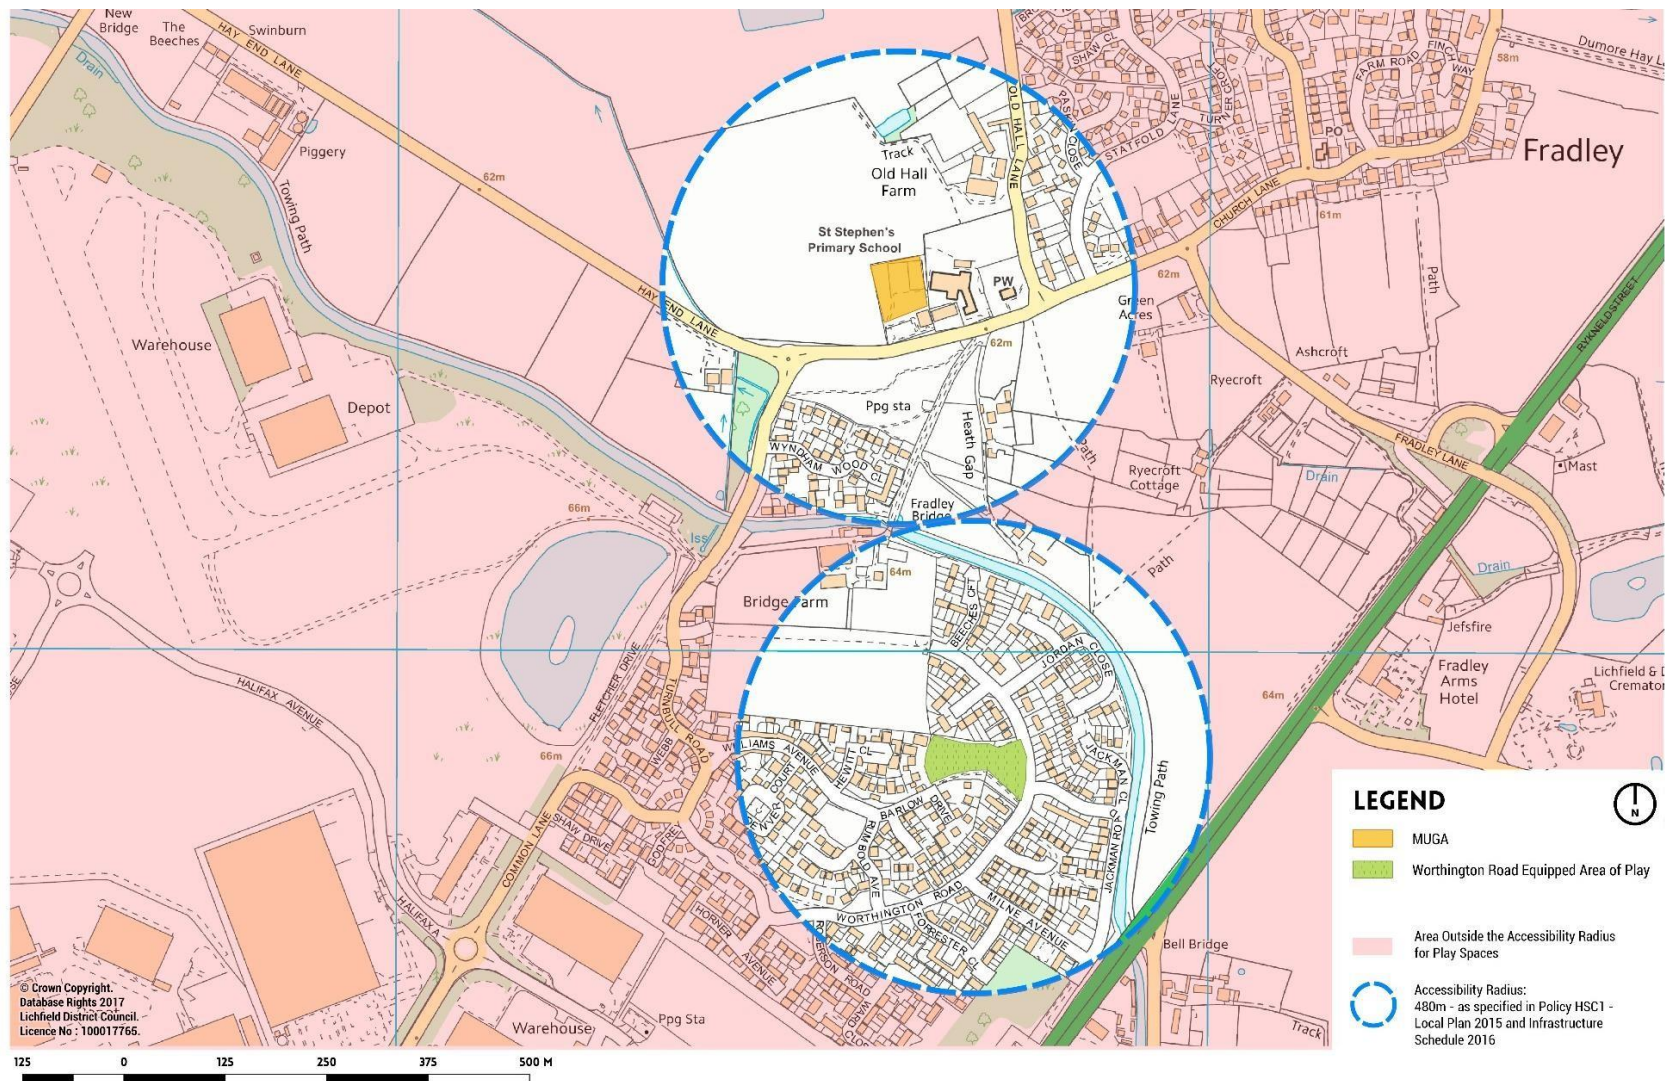 New
Bridge
The
Beeches
Swinburn
HAY END LANE
Drain
Piggery
Towing Path
62m
SHAW CL
OLD HALL LANE
STATFOLD LANE
FARM ROAD
FINCH
WAY
58m
PO
Fradley
CHURCH LANE
61m
62m
Track
Old Hall
Farm
St Stephen's
Primary School
PW
HAY END LANE
62m
Green
Acres
Path
RYKNELD STREET
Warehouse
Depot
Ashcroft
Ryecroft
Ppg sta
Heath Gap
Path
WYNDHAM WOOD CL
Ryecroft
Cottage
FRADLEY LANE
Mast
Drain
Fradley
Bridge
66m
Iss
64m
Path
Drain
Bridge Farm
BEECHES CFT
JORDAN CLOSE
Jefsfire
Fradley
Arms
Hotel
64m
Lichfield &
HALIFAX AVENUE
FLETCHER DRIVE
TURNBULL ROAD
WEBB
66m
WILLIAMS AVENUE
COURT
HEWITT CL
JACKMAN CL
BARLOW DRIVE
RUMBOLD AVE
JACKMAN ROAD
Towing Path
SHAW DRIVE
COMMON LANE
HALIFAX A
WORTHINGTON ROAD
MILNE AVENUE
FORRESTER CL
HORNER AVENUE
Bell Bridge
Warehouse
Ppg Sta
Track
LEGEND
N
MUGA
Worthington Road Equipped Area of Play
Area Outside the Accessibility Radius
for Play Spaces
Accessibility Radius:
480m - as specified in Policy HSC1 -
Local Plan 2015 and Infrastructure
Schedule 2016
© Crown Copyright.
Database Rights 2017
Lichfield District Council.
Licence No : 100017765.
125 0 125 250 375 500 M